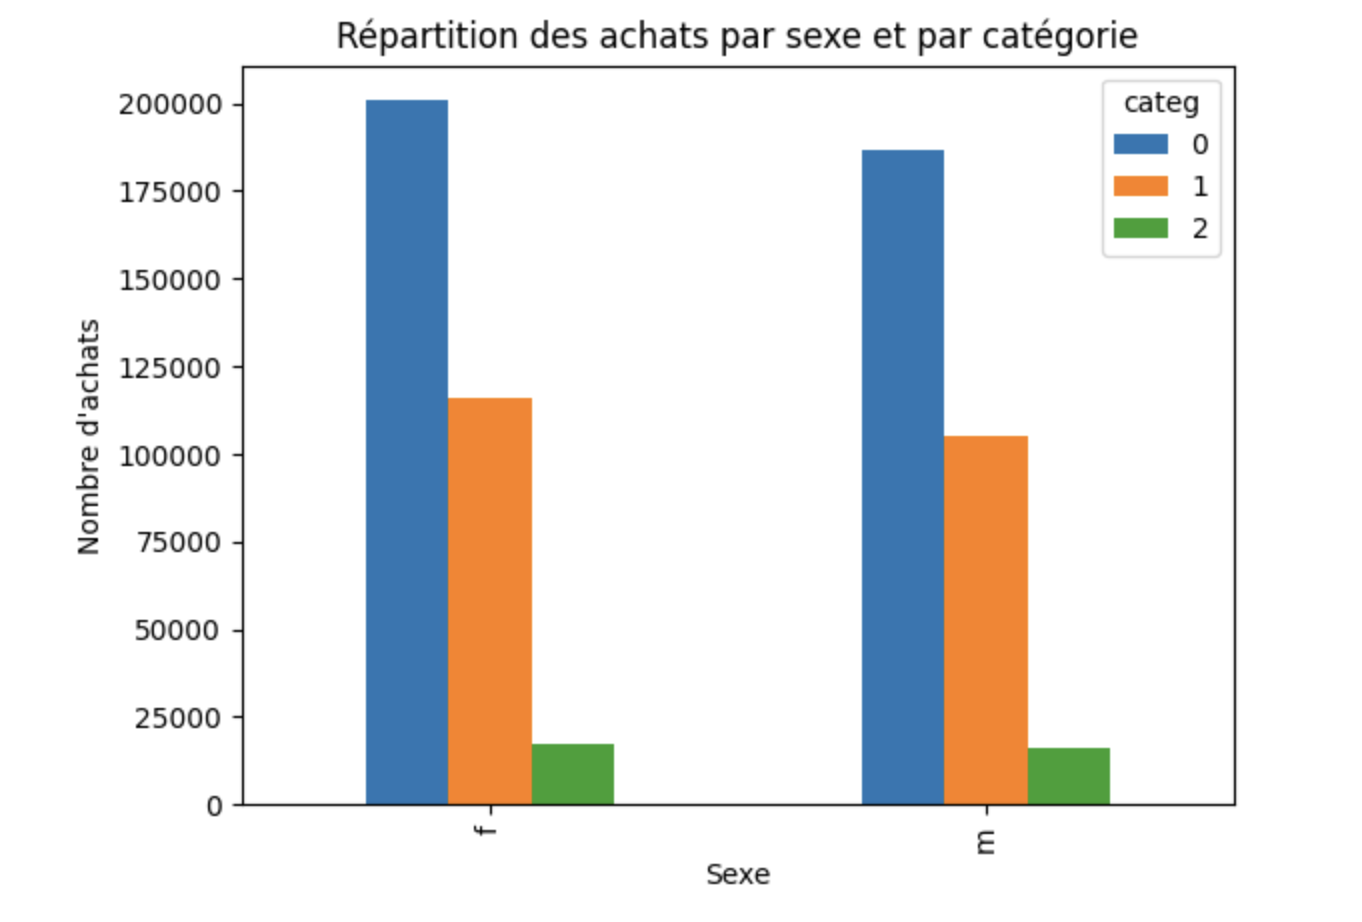 Répartition des achats par sexe et par catégorie
categ
0
1
2
200000
175000
150000
125000
100000
75000
50000
25000
0
Nombre d'achats
f
m
Sexe